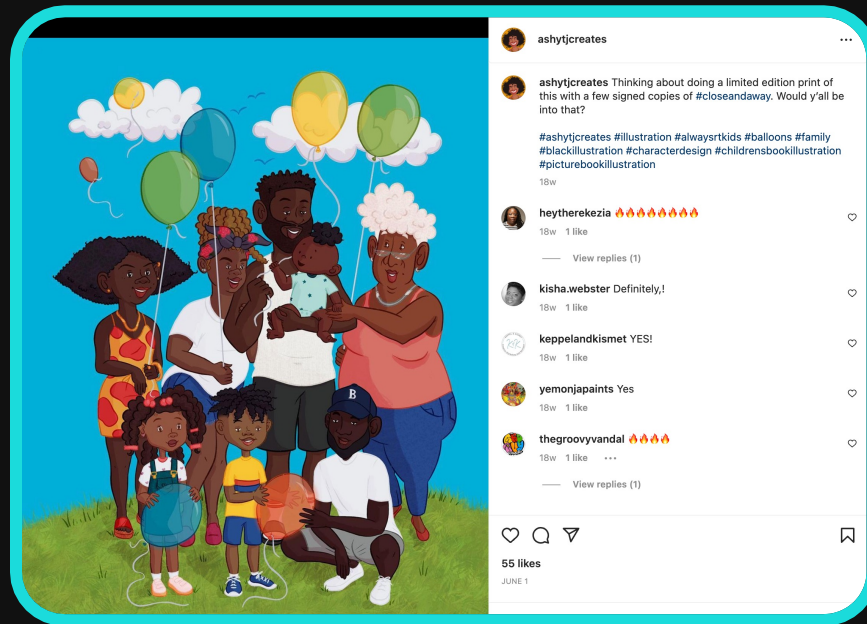 ashytjcreates
ashytjcreates Thinking about doing a limited edition print of
this with a few signed copies of #closeandaway. Would y'all be
into that?
#ashytjcreates #illustration #alwaysrtkids #balloons #family
#blackillustration #characterdesign #childrensbookillustration
#picturebookillustration
18w
heytherekezia 🔥🔥🔥🔥🔥🔥🔥🔥🔥
18w 1 like
View replies (1)
kisha.webster Definitely,!
18w 1 like
keppelandkismet YES!
18w 1 like
yemonjapaints Yes
18w 1 like
thegroovyvandal 🔥🔥🔥🔥
18w 1 like
View replies (1)
55 likes
JUNE 1
B